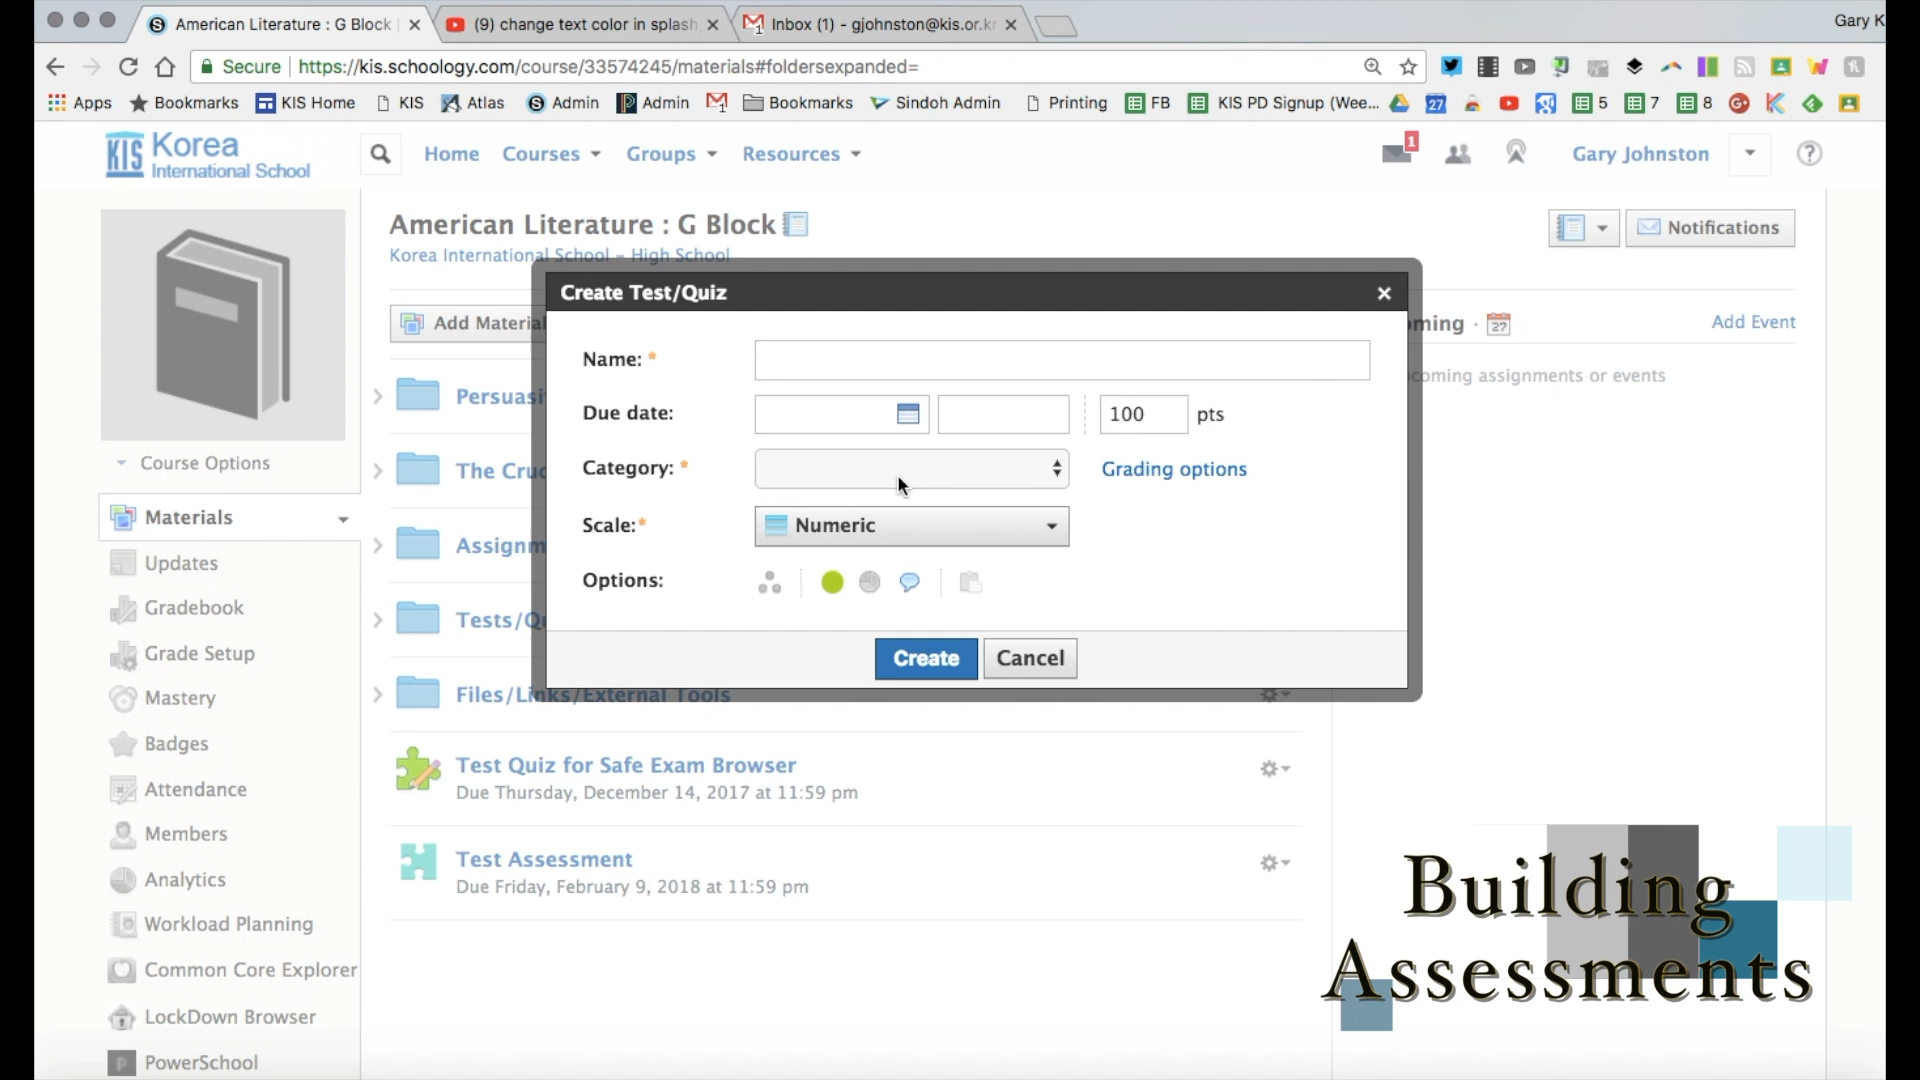 American Literature : G Block
(9) change text color in splash
Inbox (1) - gjohnston@kis.or.kr
Gary K
Secure
https://kis.schoology.com/course/33574245/materials#foldersexpanded=
Apps
Bookmarks
KIS Home
KIS
Atlas
Admin
Admin
Bookmarks
Sindoh Admin
Printing
FB
KIS PD Signup (Wee...
27
5
7
8
KIS Korea
International School
Home
Courses
Groups
Resources
1
Gary Johnston
American Literature : G Block
Korea International School – High School
Notifications
Add Material
ming · 27
Add Event
coming assignments or events
Create Test/Quiz
Name: *
Due date:
100 pts
Category: *
Grading options
Scale:*
Numeric
Options:
Create
Cancel
Course Options
Materials
Updates
Gradebook
Grade Setup
Mastery
Badges
Attendance
Members
Analytics
Workload Planning
Common Core Explorer
LockDown Browser
PowerSchool
Persuasi
The Cruc
Assignm
Tests/Qu
Files/Links/External Tools
Test Quiz for Safe Exam Browser
Due Thursday, December 14, 2017 at 11:59 pm
Test Assessment
Due Friday, February 9, 2018 at 11:59 pm
Building
Assessments